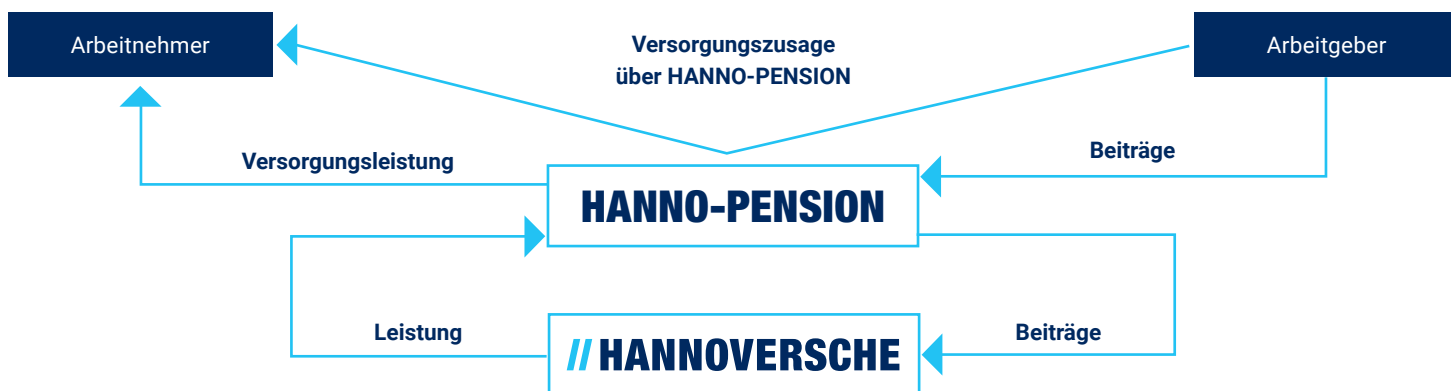 Arbeitnehmer
Versorgungszusage
über HANNO-PENSION
Arbeitgeber
Versorgungsleistung
Beiträge
HANNO-PENSION
Leistung
// HANNOVERSCHE
Beiträge